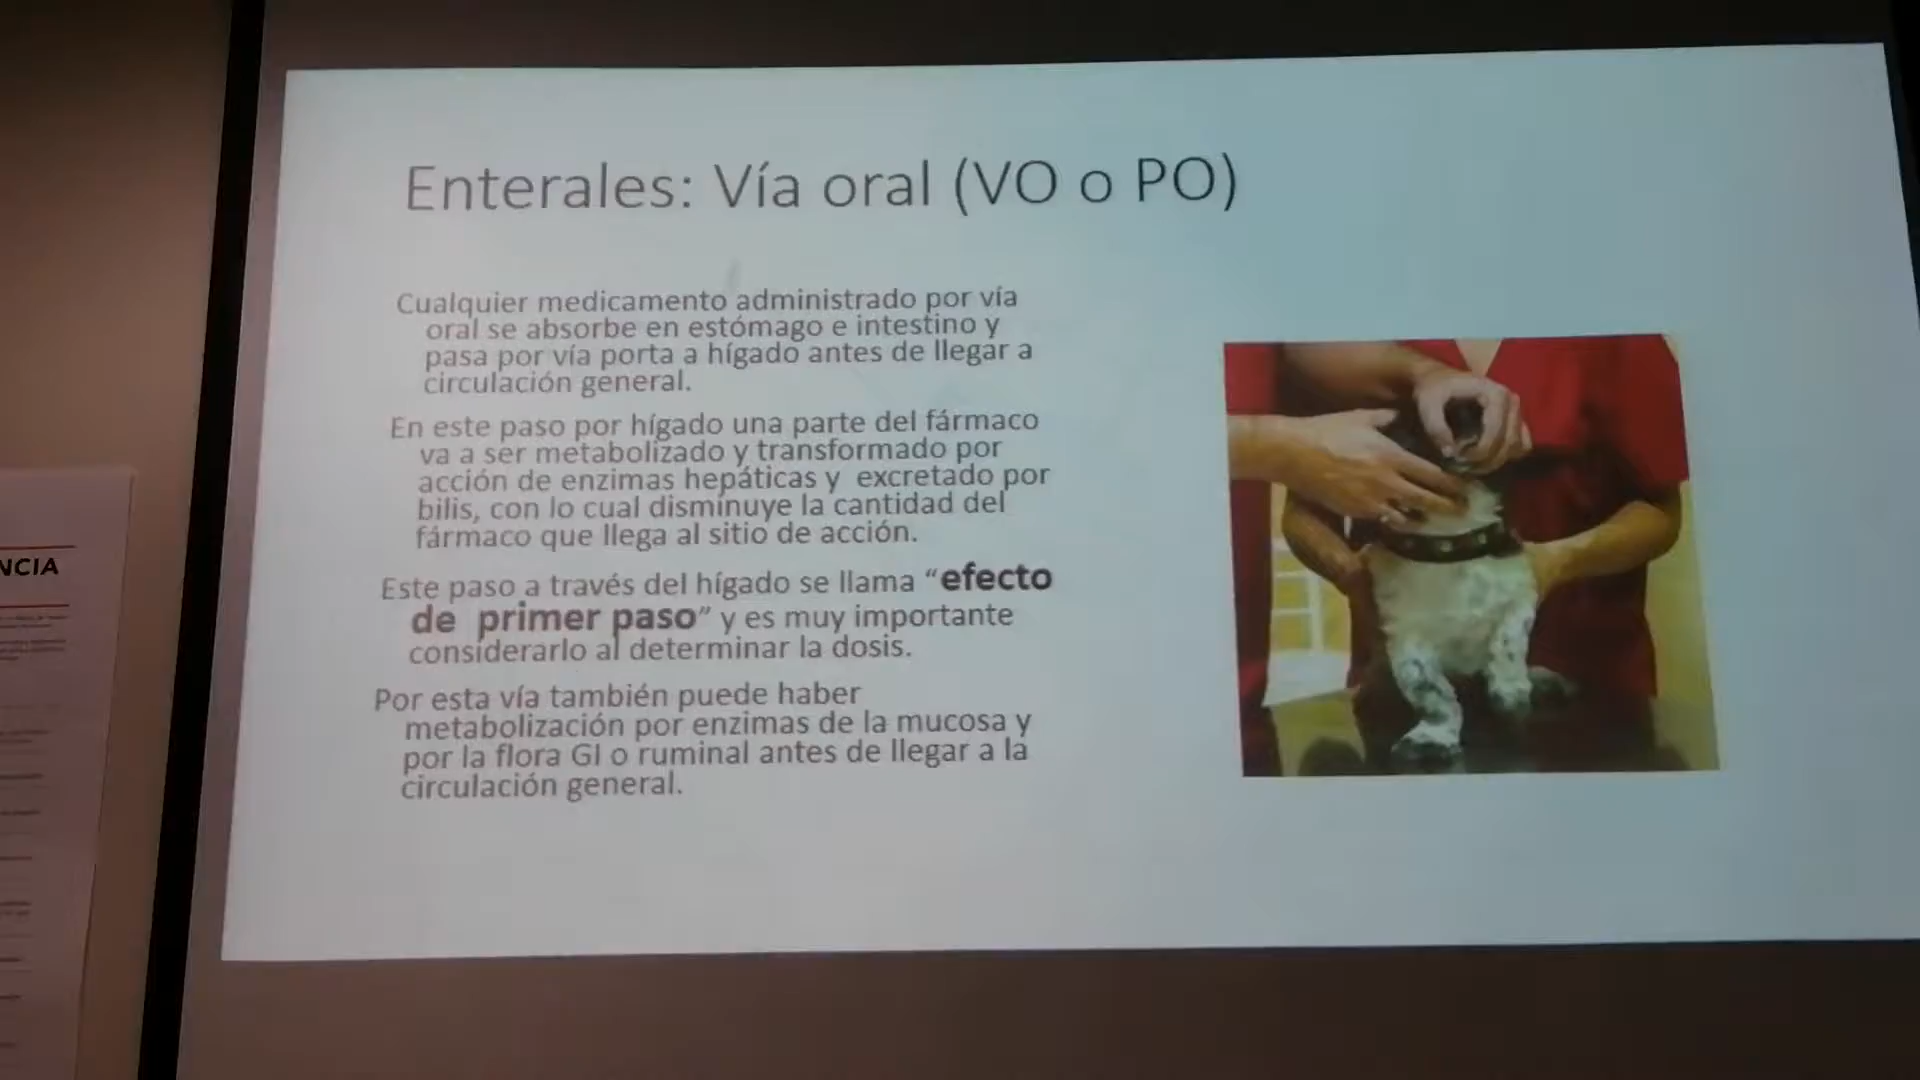 Enterales: Vía oral (VO o PO)
Cualquier medicamento administrado por vía
oral se absorbe en estómago e intestino y
pasa por vía porta a hígado antes de llegar a
circulación general.
En este paso por hígado una parte del fármaco
va a ser metabolizado y transformado por
acción de enzimas hepáticas y excretado por
bilis, con lo cual disminuye la cantidad del
fármaco que llega al sitio de acción.
Este paso a través del hígado se llama “efecto
de primer paso” y es muy importante
considerarlo al determinar la dosis.
Por esta vía también puede haber
metabolización por enzimas de la mucosa y
por la flora GI o ruminal antes de llegar a la
circulación general.
NCIA